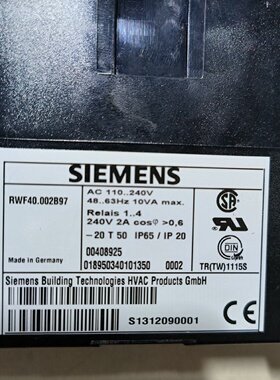 SIEMENS
RWF40.002B97
AC 110..240V
48..63Hz 10VA max.
Relais 1..4
240V 2A cosφ >0,6
-20 T 50 IP65 / IP 20
00408925
Made in Germany
018950340101350 0002
SA
DIN
TR(TW)1115S
Siemens Building Technologies HVAC Products GmbH
S1312090001
CE